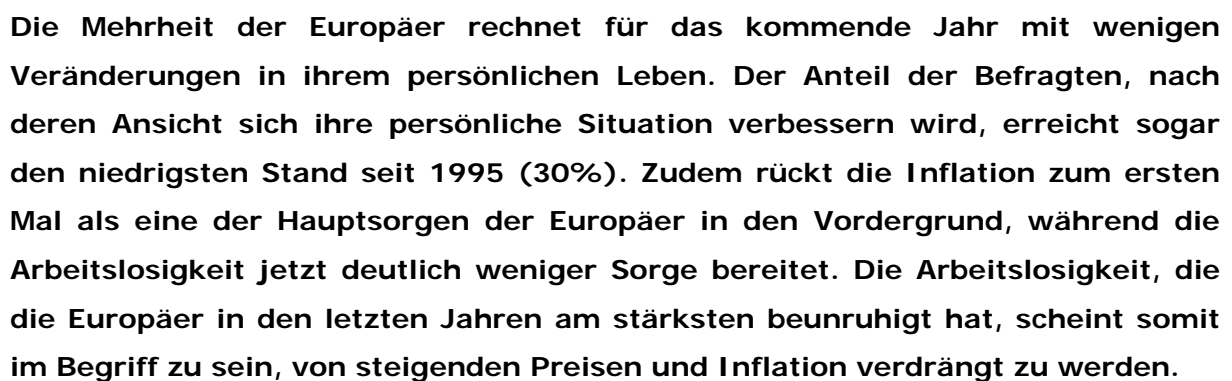 Die Mehrheit der Europäer rechnet für das kommende Jahr mit wenigen
Veränderungen in ihrem persönlichen Leben. Der Anteil der Befragten, nach
deren Ansicht sich ihre persönliche Situation verbessern wird, erreicht sogar
den niedrigsten Stand seit 1995 (30%). Zudem rückt die Inflation zum ersten
Mal als eine der Hauptsorgen der Europäer in den Vordergrund, während die
Arbeitslosigkeit jetzt deutlich weniger Sorge bereitet. Die Arbeitslosigkeit, die
die Europäer in den letzten Jahren am stärksten beunruhigt hat, scheint somit
im Begriff zu sein, von steigenden Preisen und Inflation verdrängt zu werden.